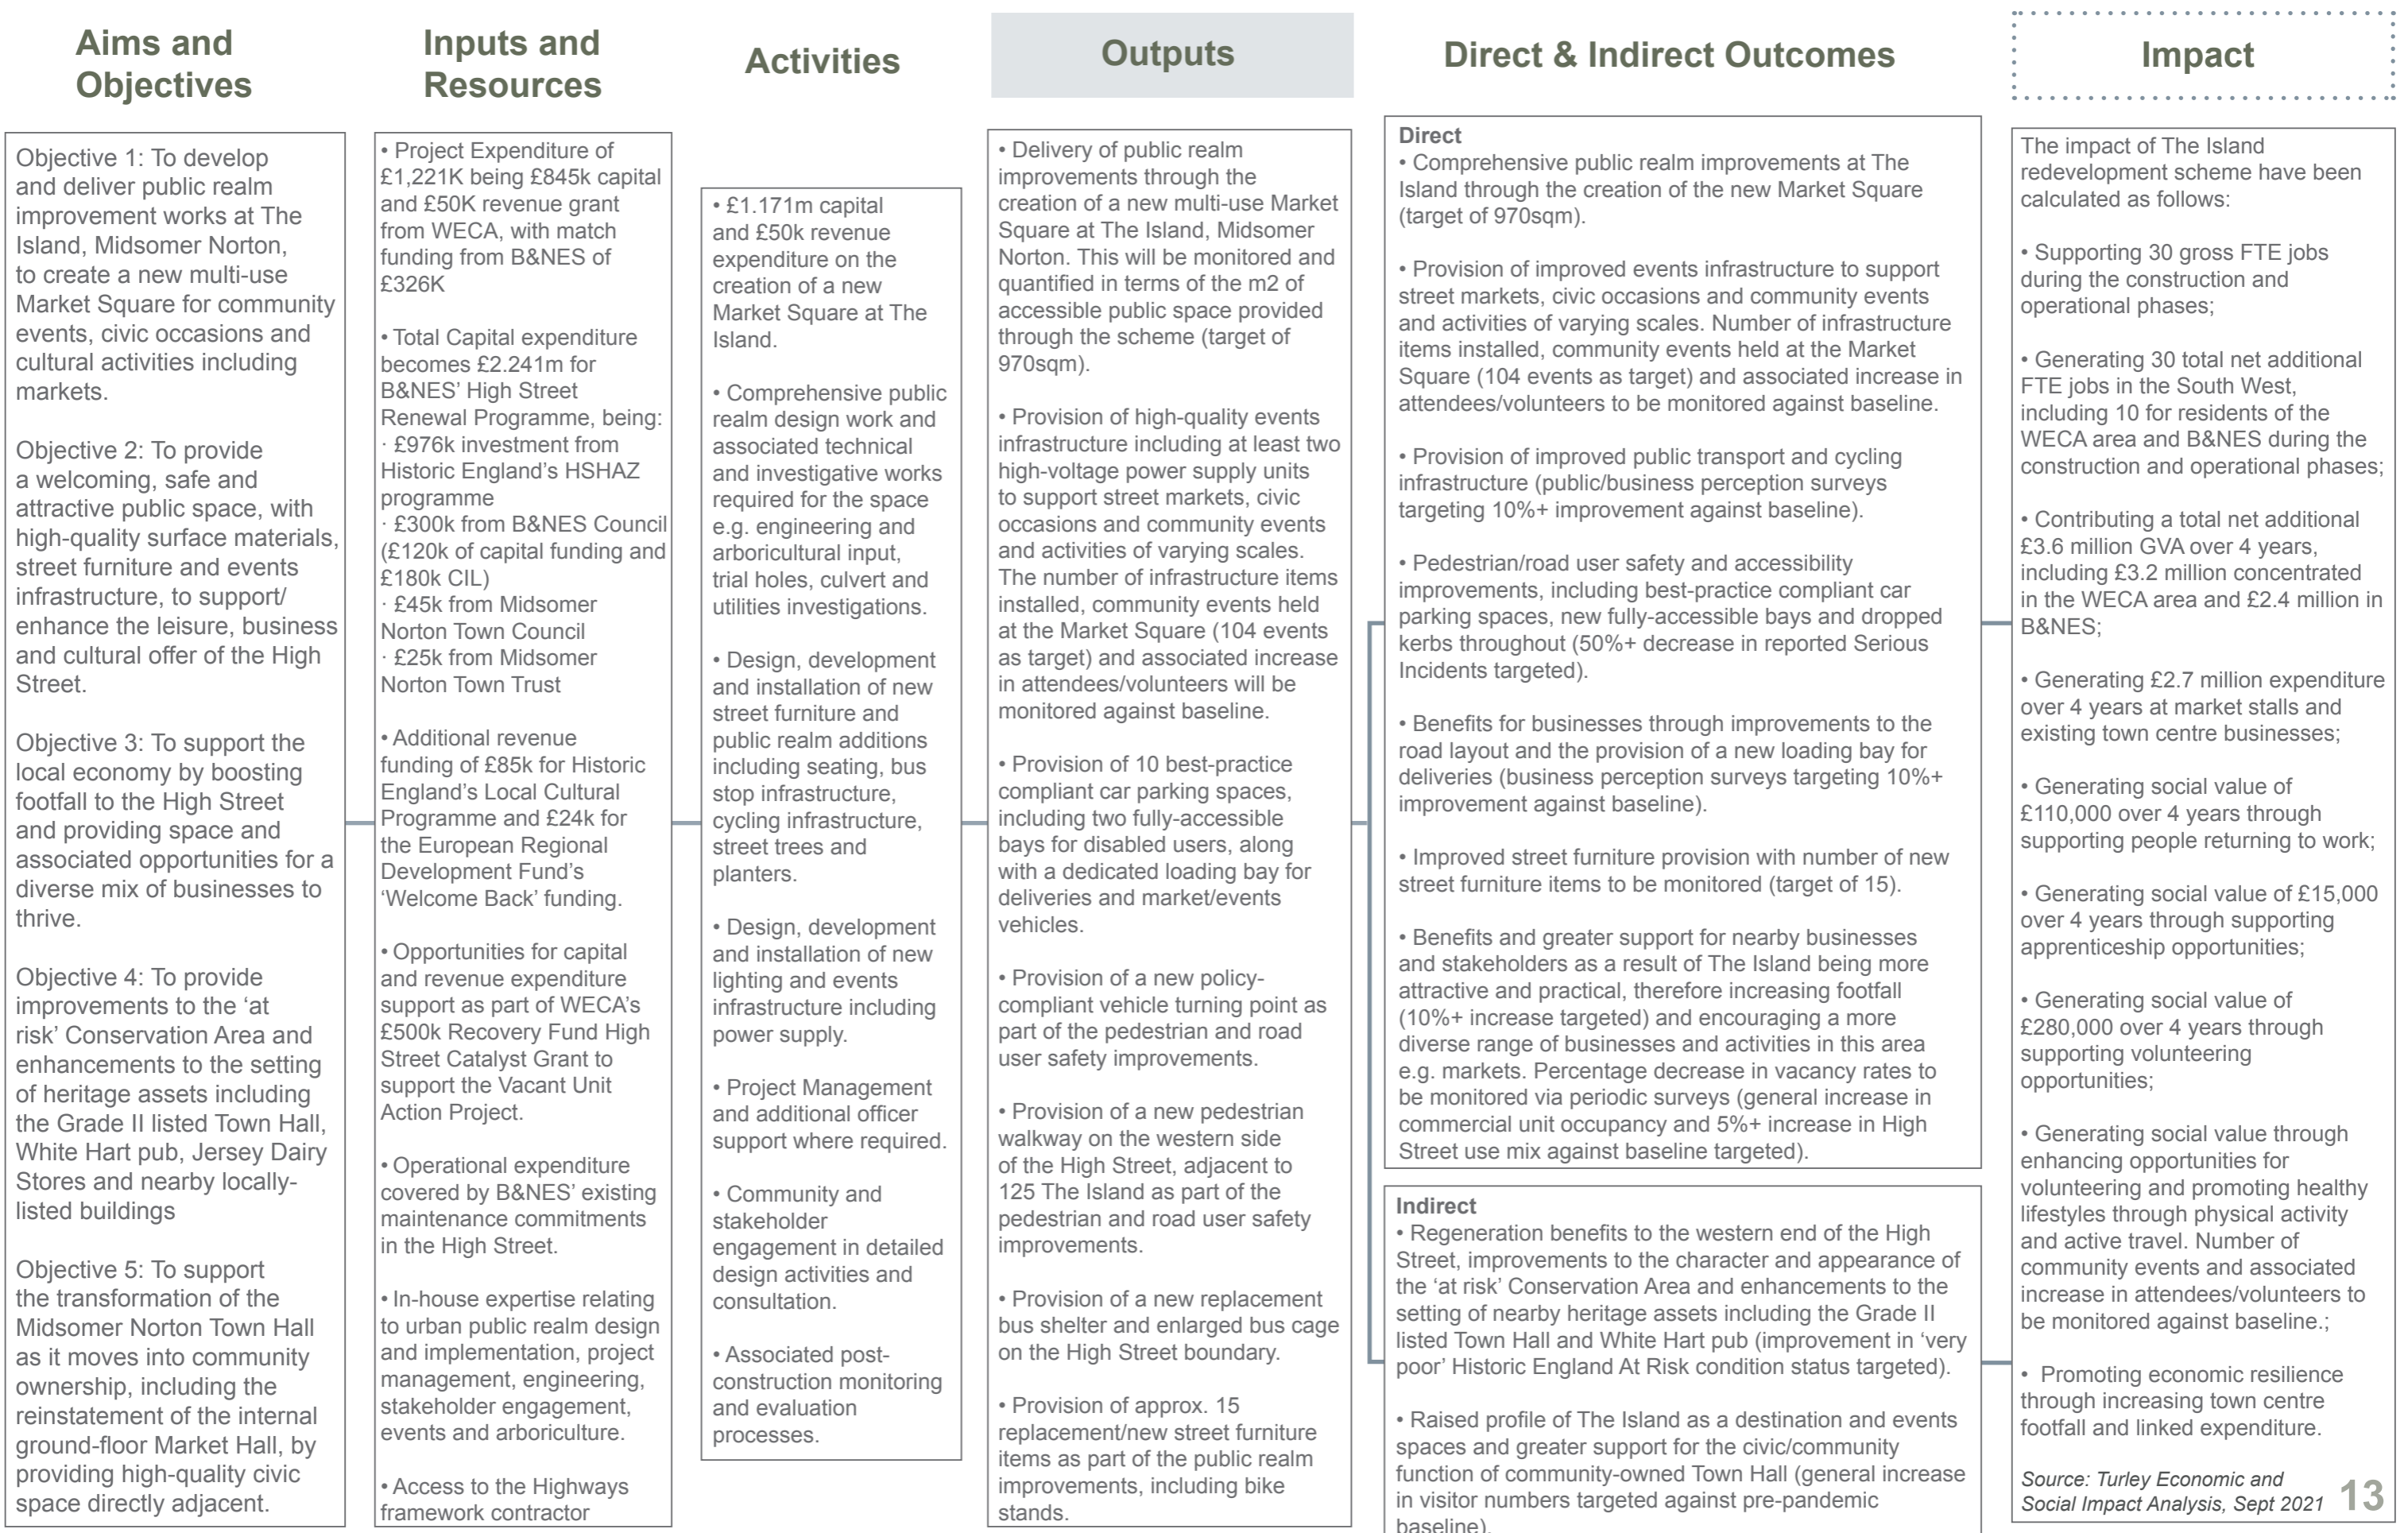 Aims and
Objectives
Objective 1: To develop
and deliver public realm
improvement works at The
Island, Midsomer Norton,
to create a new multi-use
Market Square for community
events, civic occasions and
cultural activities including
markets.
Objective 2: To provide
a welcoming, safe and
attractive public space, with
high-quality surface materials,
street furniture and events
infrastructure, to support/
enhance the leisure, business
and cultural offer of the High
Street.
Objective 3: To support the
local economy by boosting
footfall to the High Street
and providing space and
associated opportunities for a
diverse mix of businesses to
thrive.
Objective 4: To provide
improvements to the ‘at
risk’ Conservation Area and
enhancements to the setting
of heritage assets including
the Grade II listed Town Hall,
White Hart pub, Jersey Dairy
Stores and nearby locally-
listed buildings
Objective 5: To support
the transformation of the
Midsomer Norton Town Hall
as it moves into community
ownership, including the
reinstatement of the internal
ground-floor Market Hall, by
providing high-quality civic
space directly adjacent.
Inputs and
Resources
• Project Expenditure of
£1,221K being £845k capital
and £50K revenue grant
from WECA, with match
funding from B&NES of
£326K
• Total Capital expenditure
becomes £2.241m for
B&NES’ High Street
Renewal Programme, being:
· £976k investment from
Historic England’s HSHAZ
programme
· £300k from B&NES Council
(£120k of capital funding and
£180k CIL)
· £45k from Midsomer
Norton Town Council
· £25k from Midsomer
Norton Town Trust
• Additional revenue
funding of £85k for Historic
England’s Local Cultural
Programme and £24k for
the European Regional
Development Fund’s
‘Welcome Back’ funding.
• Opportunities for capital
and revenue expenditure
support as part of WECA’s
£500k Recovery Fund High
Street Catalyst Grant to
support the Vacant Unit
Action Project.
• Operational expenditure
covered by B&NES’ existing
maintenance commitments
in the High Street.
• In-house expertise relating
to urban public realm design
and implementation, project
management, engineering,
stakeholder engagement,
events and arboriculture.
• Access to the Highways
framework contractor
Activities
• £1.171m capital
and £50k revenue
expenditure on the
creation of a new
Market Square at The
Island.
• Comprehensive public
realm design work and
associated technical
and investigative works
required for the space
e.g. engineering and
arboricultural input,
trial holes, culvert and
utilities investigations.
• Design, development
and installation of new
street furniture and
public realm additions
including seating, bus
stop infrastructure,
cycling infrastructure,
street trees and
planters.
• Design, development
and installation of new
lighting and events
infrastructure including
power supply.
• Project Management
and additional officer
support where required.
• Community and
stakeholder
engagement in detailed
design activities and
consultation.
• Associated post-
construction monitoring
and evaluation
processes.
Outputs
• Delivery of public realm
improvements through the
creation of a new multi-use Market
Square at The Island, Midsomer
Norton. This will be monitored and
quantified in terms of the m2 of
accessible public space provided
through the scheme (target of
970sqm).
• Provision of high-quality events
infrastructure including at least two
high-voltage power supply units
to support street markets, civic
occasions and community events
and activities of varying scales.
The number of infrastructure items
installed, community events held
at the Market Square (104 events
as target) and associated increase
in attendees/volunteers will be
monitored against baseline.
• Provision of 10 best-practice
compliant car parking spaces,
including two fully-accessible
bays for disabled users, along
with a dedicated loading bay for
deliveries and market/events
vehicles.
• Provision of a new policy-
compliant vehicle turning point as
part of the pedestrian and road
user safety improvements.
• Provision of a new pedestrian
walkway on the western side
of the High Street, adjacent to
125 The Island as part of the
pedestrian and road user safety
improvements.
• Provision of a new replacement
bus shelter and enlarged bus cage
on the High Street boundary.
• Provision of approx. 15
replacement/new street furniture
items as part of the public realm
improvements, including bike
stands.
Direct & Indirect Outcomes
Direct
• Comprehensive public realm improvements at The
Island through the creation of the new Market Square
(target of 970sqm).
• Provision of improved events infrastructure to support
street markets, civic occasions and community events
and activities of varying scales. Number of infrastructure
items installed, community events held at the Market
Square (104 events as target) and associated increase in
attendees/volunteers to be monitored against baseline.
• Provision of improved public transport and cycling
infrastructure (public/business perception surveys
targeting 10%+ improvement against baseline).
• Pedestrian/road user safety and accessibility
improvements, including best-practice compliant car
parking spaces, new fully-accessible bays and dropped
kerbs throughout (50%+ decrease in reported Serious
Incidents targeted).
• Benefits for businesses through improvements to the
road layout and the provision of a new loading bay for
deliveries (business perception surveys targeting 10%+
improvement against baseline).
• Improved street furniture provision with number of new
street furniture items to be monitored (target of 15).
• Benefits and greater support for nearby businesses
and stakeholders as a result of The Island being more
attractive and practical, therefore increasing footfall
(10%+ increase targeted) and encouraging a more
diverse range of businesses and activities in this area
e.g. markets. Percentage decrease in vacancy rates to
be monitored via periodic surveys (general increase in
commercial unit occupancy and 5%+ increase in High
Street use mix against baseline targeted).
Indirect
• Regeneration benefits to the western end of the High
Street, improvements to the character and appearance of
the ‘at risk’ Conservation Area and enhancements to the
setting of nearby heritage assets including the Grade II
listed Town Hall and White Hart pub (improvement in ‘very
poor’ Historic England At Risk condition status targeted).
• Raised profile of The Island as a destination and events
spaces and greater support for the civic/community
function of community-owned Town Hall (general increase
in visitor numbers targeted against pre-pandemic
baseline).
Impact
The impact of The Island
redevelopment scheme have been
calculated as follows:
• Supporting 30 gross FTE jobs
during the construction and
operational phases;
• Generating 30 total net additional
FTE jobs in the South West,
including 10 for residents of the
WECA area and B&NES during the
construction and operational phases;
• Contributing a total net additional
£3.6 million GVA over 4 years,
including £3.2 million concentrated
in the WECA area and £2.4 million in
B&NES;
• Generating £2.7 million expenditure
over 4 years at market stalls and
existing town centre businesses;
• Generating social value of
£110,000 over 4 years through
supporting people returning to work;
• Generating social value of £15,000
over 4 years through supporting
apprenticeship opportunities;
• Generating social value of
£280,000 over 4 years through
supporting volunteering
opportunities;
• Generating social value through
enhancing opportunities for
volunteering and promoting healthy
lifestyles through physical activity
and active travel. Number of
community events and associated
increase in attendees/volunteers to
be monitored against baseline.;
• Promoting economic resilience
through increasing town centre
footfall and linked expenditure.
Source: Turley Economic and
Social Impact Analysis, Sept 2021
13